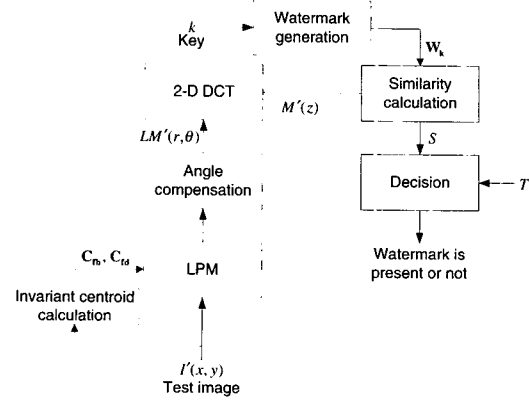 k
Key
Watermark
generation
W_k
2-D DCT
M′(z)
Similarity
calculation
LM′(r,θ)
S
Angle
compensation
Decision
T
C_fb, C_fd
LPM
Watermark is
present or not
Invariant centroid
calculation
I′(x, y)
Test image